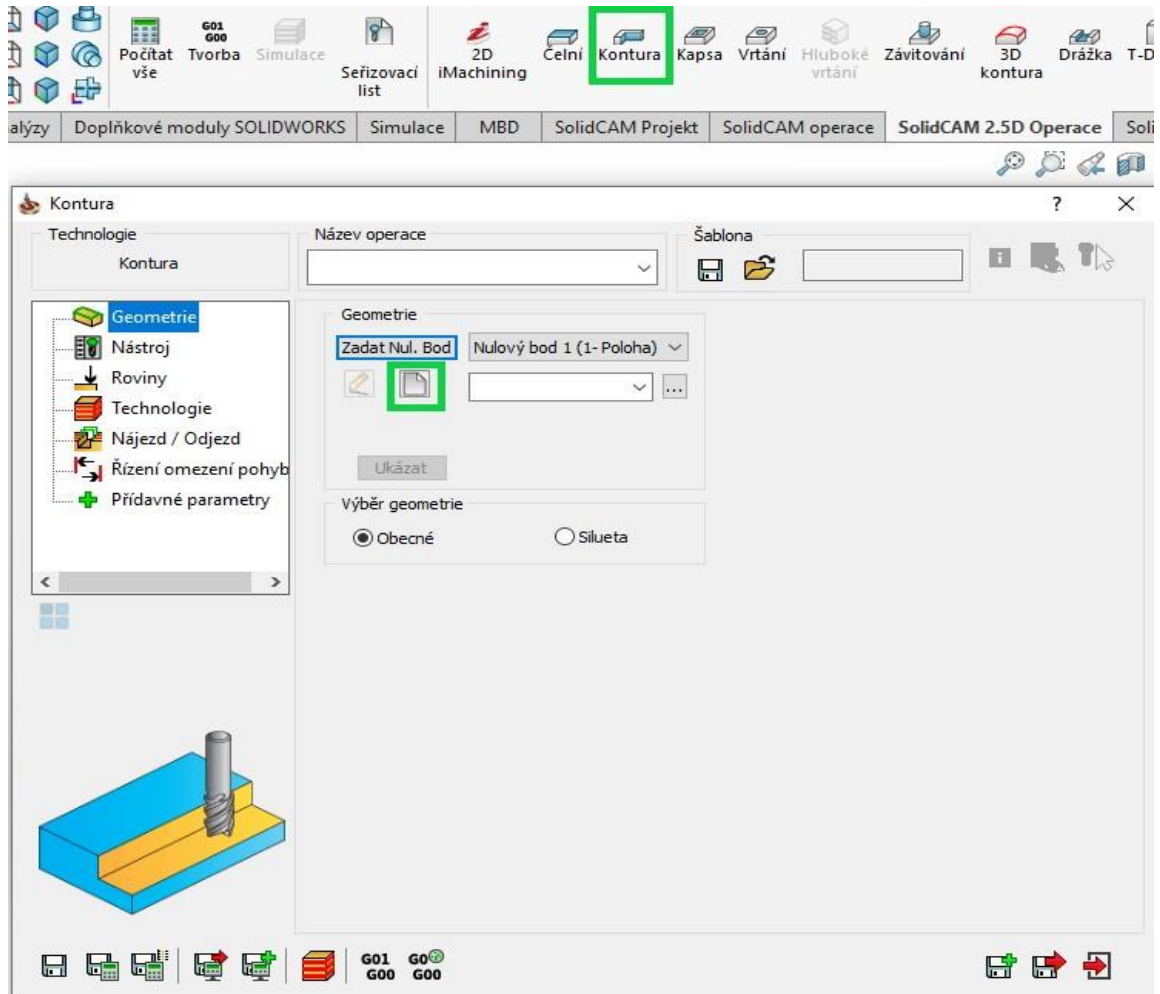 G01
G00
Počítat vše
Tvorba
Simulace
Seřizovací list
2D iMachining
Čelní
Kontura
Kapsa
Vrtání
Hluboké vrtání
Závitování
3D kontura
Drážka
T-D
alýzy
Doplňkové moduly SOLIDWORKS
Simulace
MBD
SolidCAM Projekt
SolidCAM operace
SolidCAM 2.5D Operace
Soli
Kontura
?
Technologie
Kontura
Název operace
Šablona
Geometrie
Nástroj
Roviny
Technologie
Nájezd / Odjezd
Řízení omezení pohyb
Přídavné parametry
Geometrie
Zadat Nul. Bod
Nulový bod 1 (1- Poloha)
...
Ukázat
Výběr geometrie
Obecné
Silueta
G01
G00
G0
G00